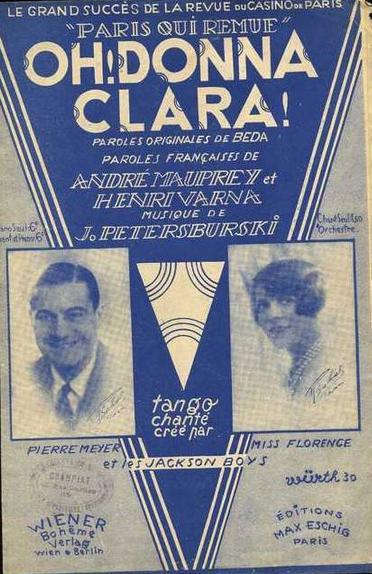 LE GRAND SUCCÈS DE LA REVUE DU CASINO DE PARIS
"PARIS QUI REMUE"
OH! DONNA
CLARA!
PAROLES ORIGINALES DE BEDA
PAROLES FRANÇAISES DE
ANDRÉ MAUPREY et
HENRI VARNA
MUSIQUE DE
J. PETERSBURSKI
Orchestre
tango
chanté
créé par
PIERRE MEYER
MISS FLORENCE
et les JACKSON BOYS
würth 30
CHAMPIAT
WIENER
Bohême
Verlag
Wien • Berlin
ÉDITIONS
MAX ESCHIG
PARIS